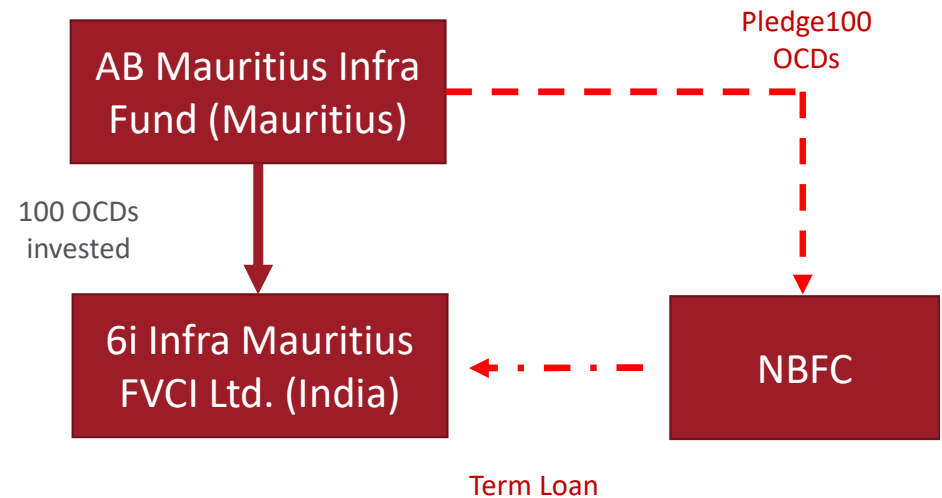 Pledge100
OCDs
AB Mauritius Infra
Fund (Mauritius)
100 OCDs
invested
6i Infra Mauritius
FVCI Ltd. (India)
NBFC
Term Loan